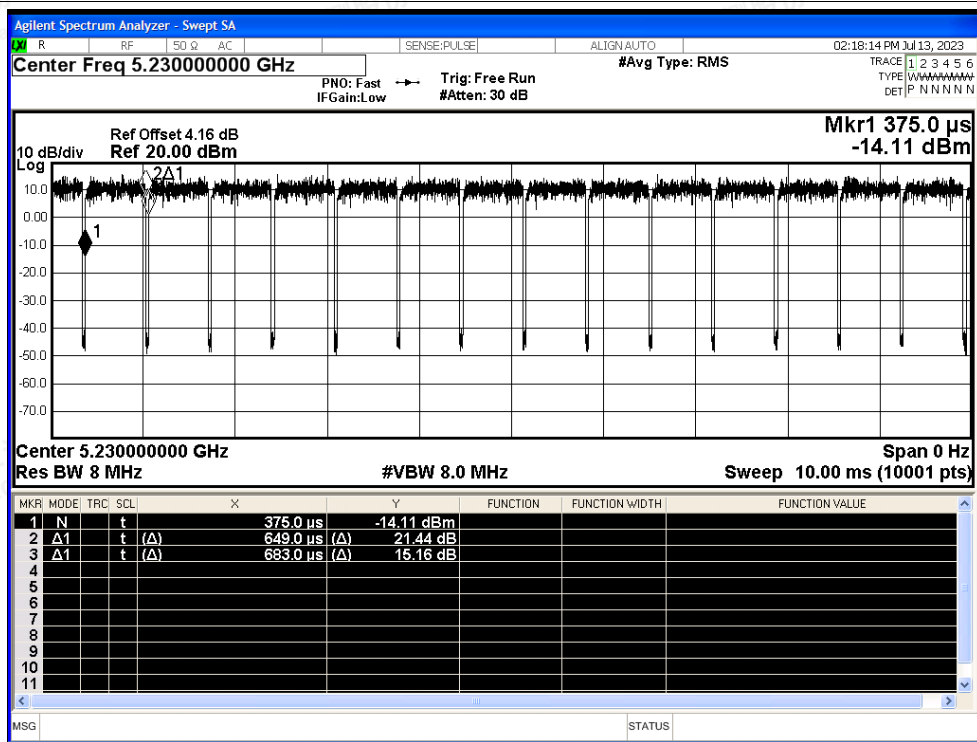 Agilent Spectrum Analyzer - Swept SA
LXI R RF 50 Ω AC SENSE:PULSE ALIGN AUTO 02:18:14 PM Jul 13, 2023
Center Freq 5.230000000 GHz
PNO: Fast
IFGain:Low
Trig: Free Run
#Atten: 30 dB
#Avg Type: RMS
TRACE 1 2 3 4 5 6
TYPE
DET P N N N N N
Mkr1 375.0 µs
-14.11 dBm
Ref Offset 4.16 dB
10 dB/div Ref 20.00 dBm
Log
2Δ1
10.0
0.00
1
-10.0
-20.0
-30.0
-40.0
-50.0
-60.0
-70.0
Center 5.230000000 GHz Span 0 Hz
Res BW 8 MHz #VBW 8.0 MHz Sweep 10.00 ms (10001 pts)
MKR MODE TRC SCL X Y FUNCTION FUNCTION WIDTH FUNCTION VALUE
1 N t 375.0 µs -14.11 dBm
2 Δ1 t (Δ) 649.0 µs (Δ) 21.44 dB
3 Δ1 t (Δ) 683.0 µs (Δ) 15.16 dB
4
5
6
7
8
9
10
11
MSG STATUS